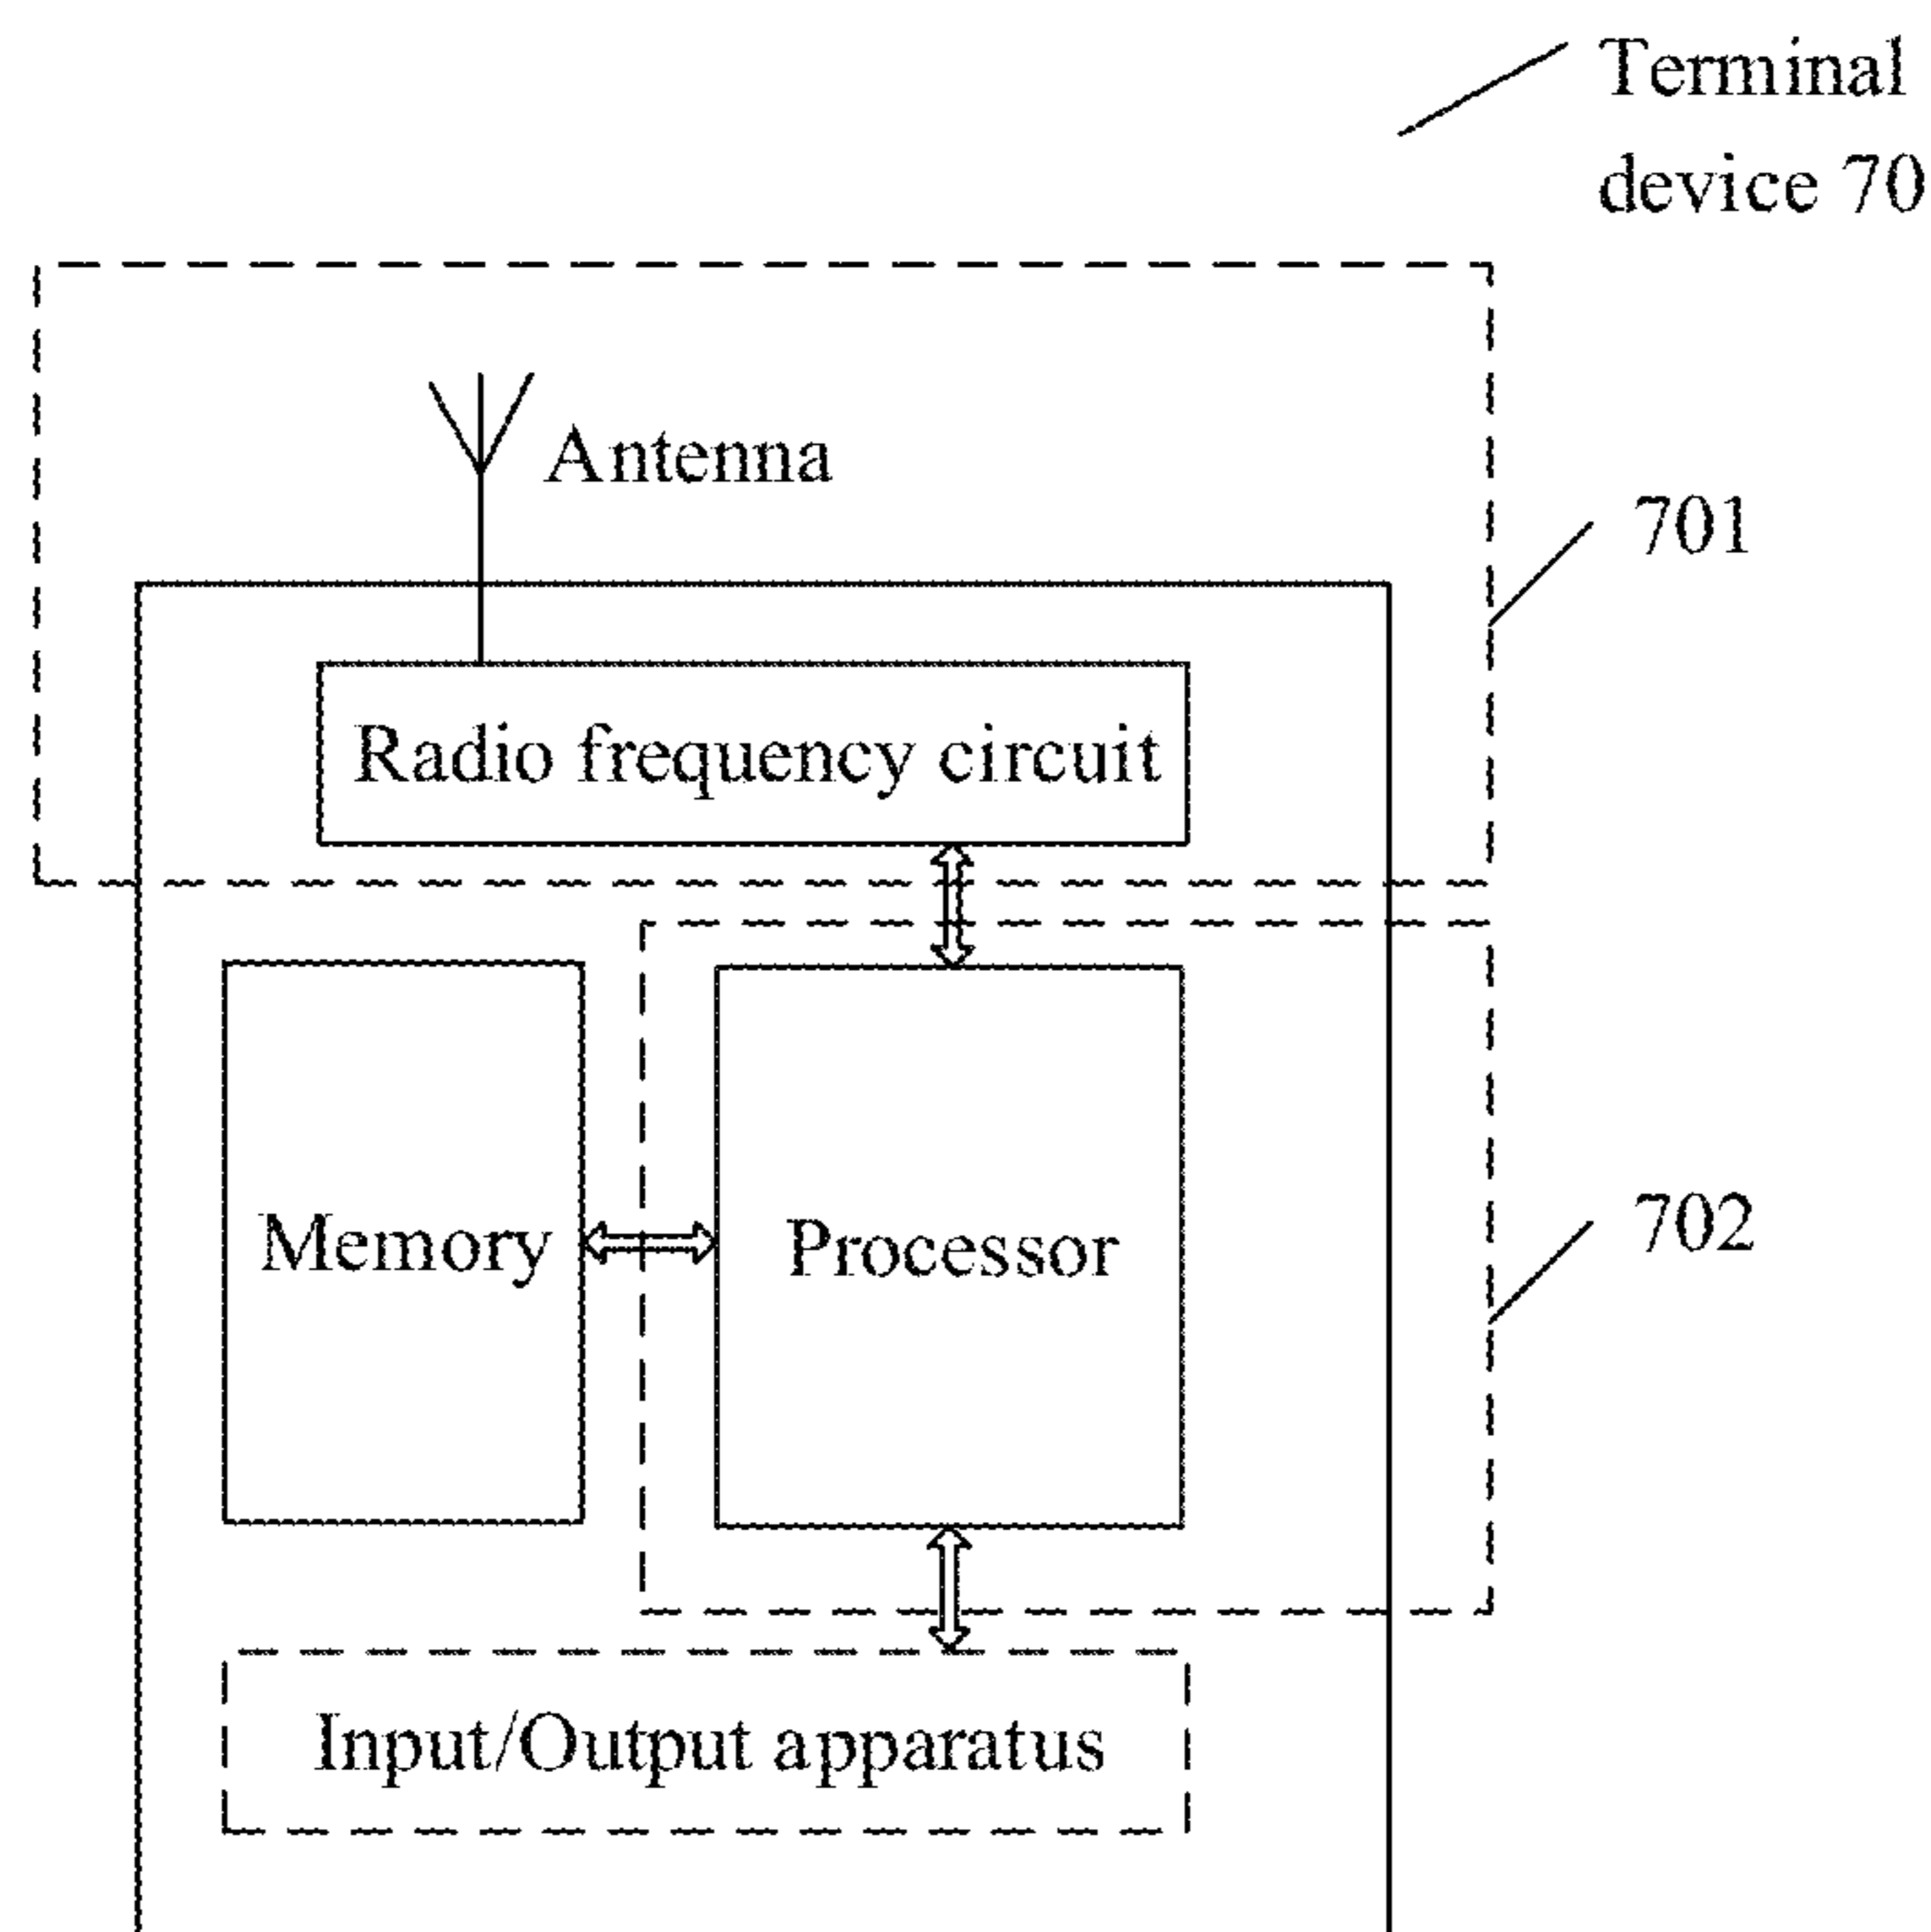 Terminal
device 70
Antenna
701
Radio frequency circuit
Memory
Processor
702
Input/Output apparatus